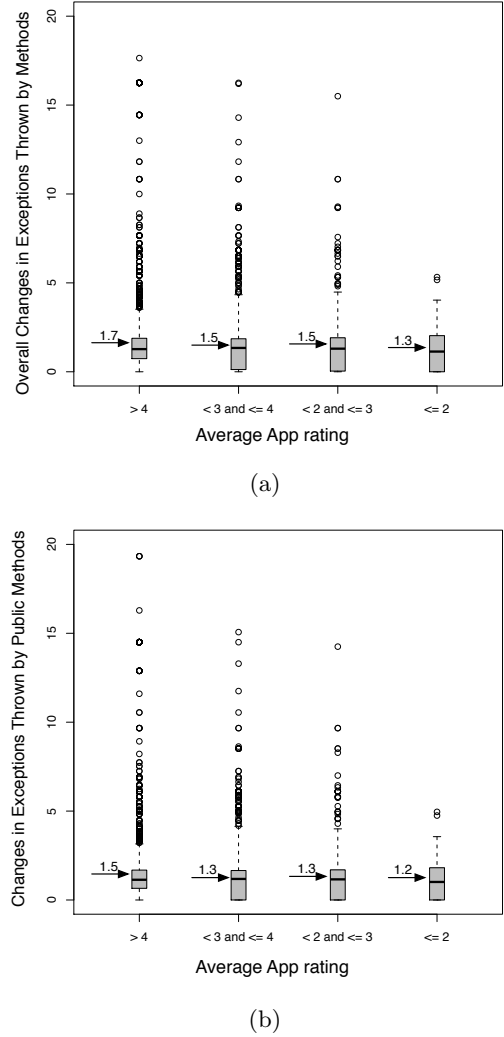 Overall Changes in Exceptions Thrown by Methods
20
15
10
5
0
1.7
1.5
1.5
1.3
> 4
< 3 and <= 4
< 2 and <= 3
<= 2
Average App rating
(a)
Changes in Exceptions Thrown by Public Methods
20
15
10
5
0
1.5
1.3
1.3
1.2
> 4
< 3 and <= 4
< 2 and <= 3
<= 2
Average App rating
(b)